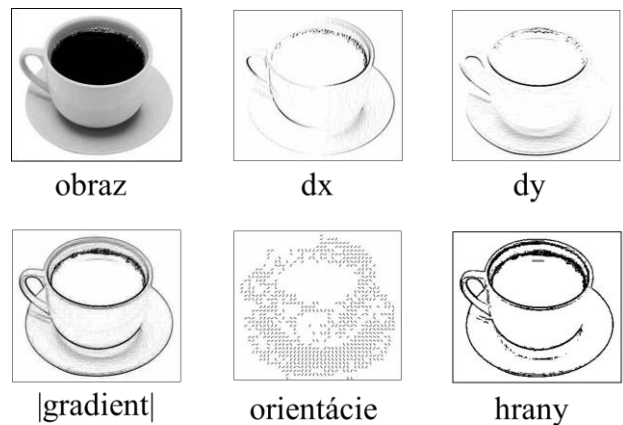 obraz
dx
dy
|gradient|
orientácie
hrany